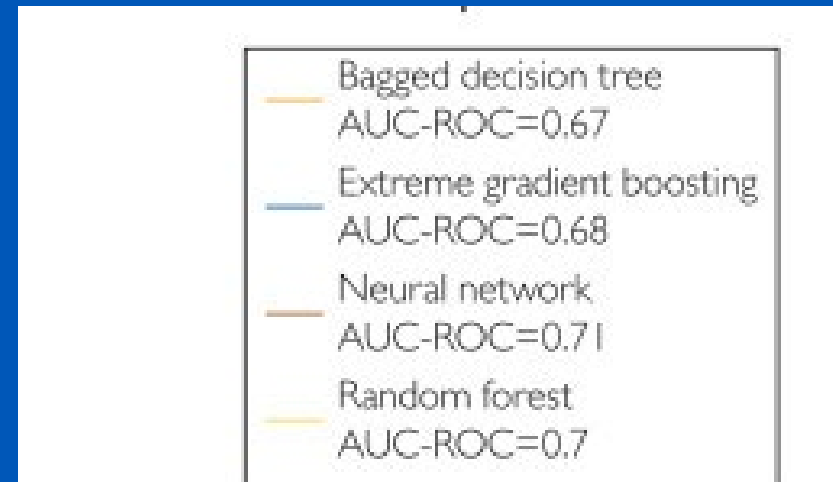 Bagged decision tree
AUC-ROC=0.67
Extreme gradient boosting
AUC-ROC=0.68
Neural network
AUC-ROC=0.71
Random forest
AUC-ROC=0.7